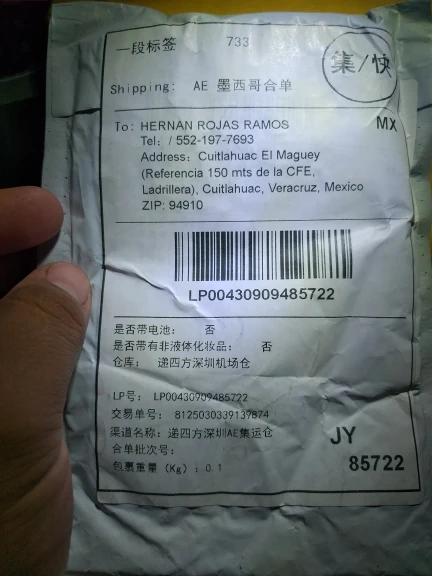 一段标签 733
集/快
Shipping: AE 墨西哥合单
To: HERNAN ROJAS RAMOS MX
Tel: / 552-197-7693
Address: Cuitlahuac El Maguey
(Referencia 150 mts de la CFE,
Ladrillera), Cuitlahuac, Veracruz, Mexico
ZIP: 94910
LP00430909485722
是否带电池: 否
是否带有非液体化妆品: 否
仓库: 递四方深圳机场仓
LP号: LP00430909485722
交易单号: 8125030339139874
渠道名称: 递四方深圳AE集运仓
合单批次号:
包裹重量 (Kg) : 0.1
JY
85722